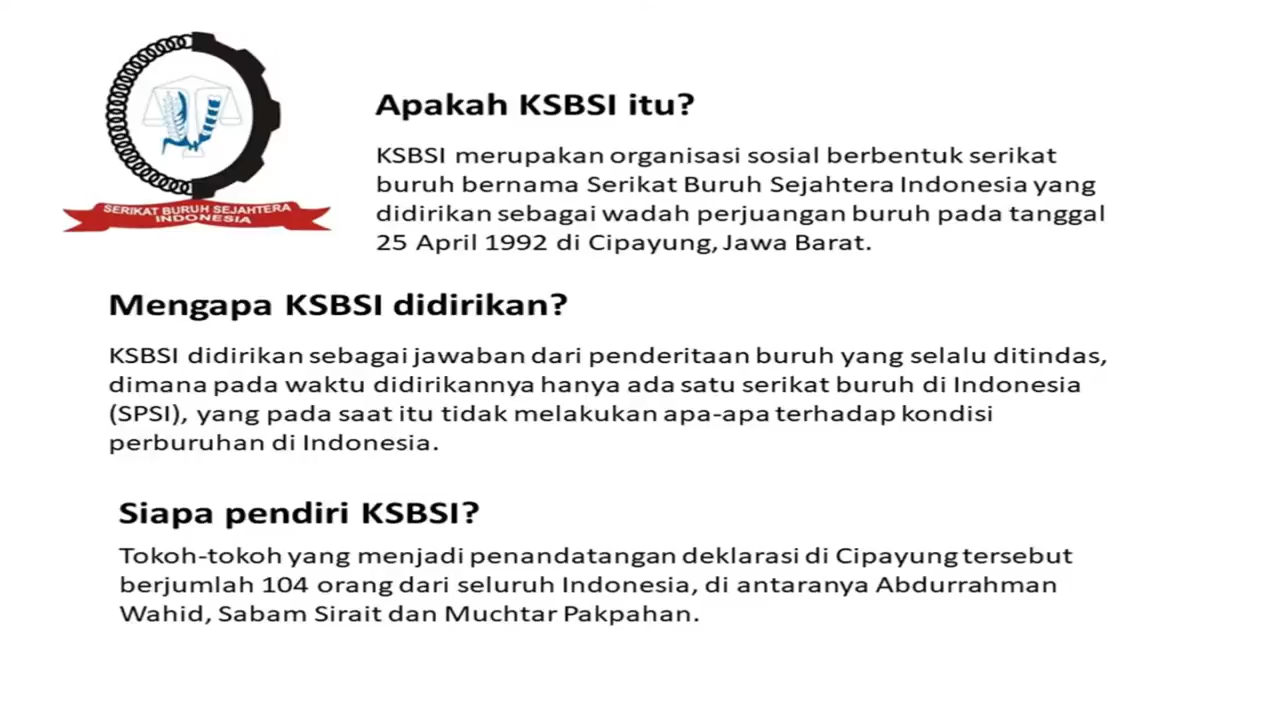 SERIKAT BURUH SEJAHTERA
INDONESIA
Apakah KSBSI itu?
KSBSI merupakan organisasi sosial berbentuk serikat
buruh bernama Serikat Buruh Sejahtera Indonesia yang
didirikan sebagai wadah perjuangan buruh pada tanggal
25 April 1992 di Cipayung, Jawa Barat.
Mengapa KSBSI didirikan?
KSBSI didirikan sebagai jawaban dari penderitaan buruh yang selalu ditindas,
dimana pada waktu didirikannya hanya ada satu serikat buruh di Indonesia
(SPSI), yang pada saat itu tidak melakukan apa-apa terhadap kondisi
perburuhan di Indonesia.
Siapa pendiri KSBSI?
Tokoh-tokoh yang menjadi penandatangan deklarasi di Cipayung tersebut
berjumlah 104 orang dari seluruh Indonesia, di antaranya Abdurrahman
Wahid, Sabam Sirait dan Muchtar Pakpahan.